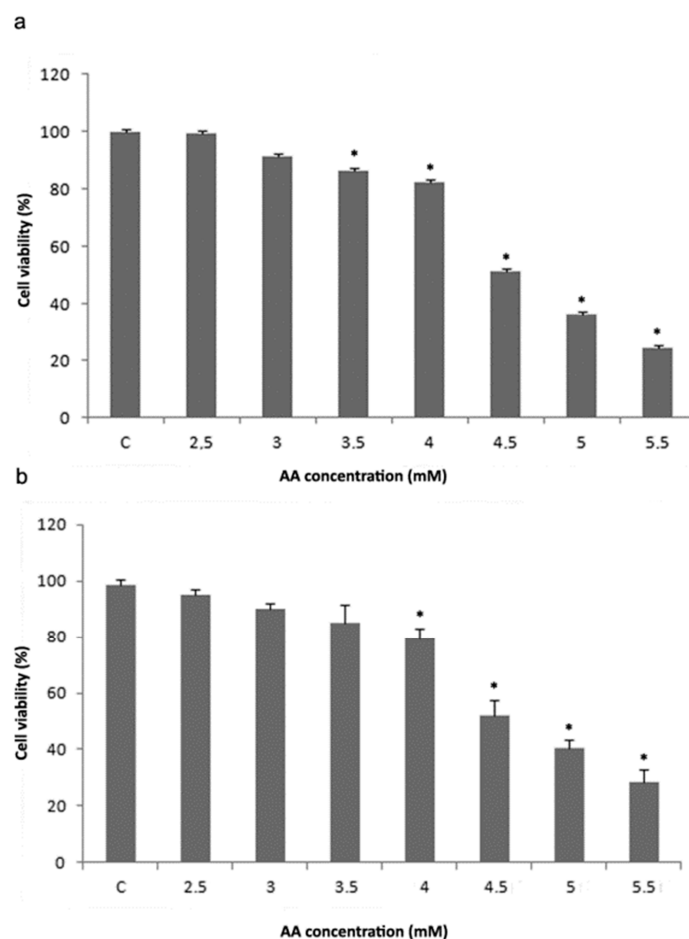 a
120
100
80
60
40
20
0
Cell viability (%)
* * * * *
C 2,5 3 3.5 4 4.5 5 5.5
AA concentration (mM)
b
120
100
80
60
40
20
0
Cell viability (%)
* * * *
C 2.5 3 3.5 4 4.5 5 5.5
AA concentration (mM)